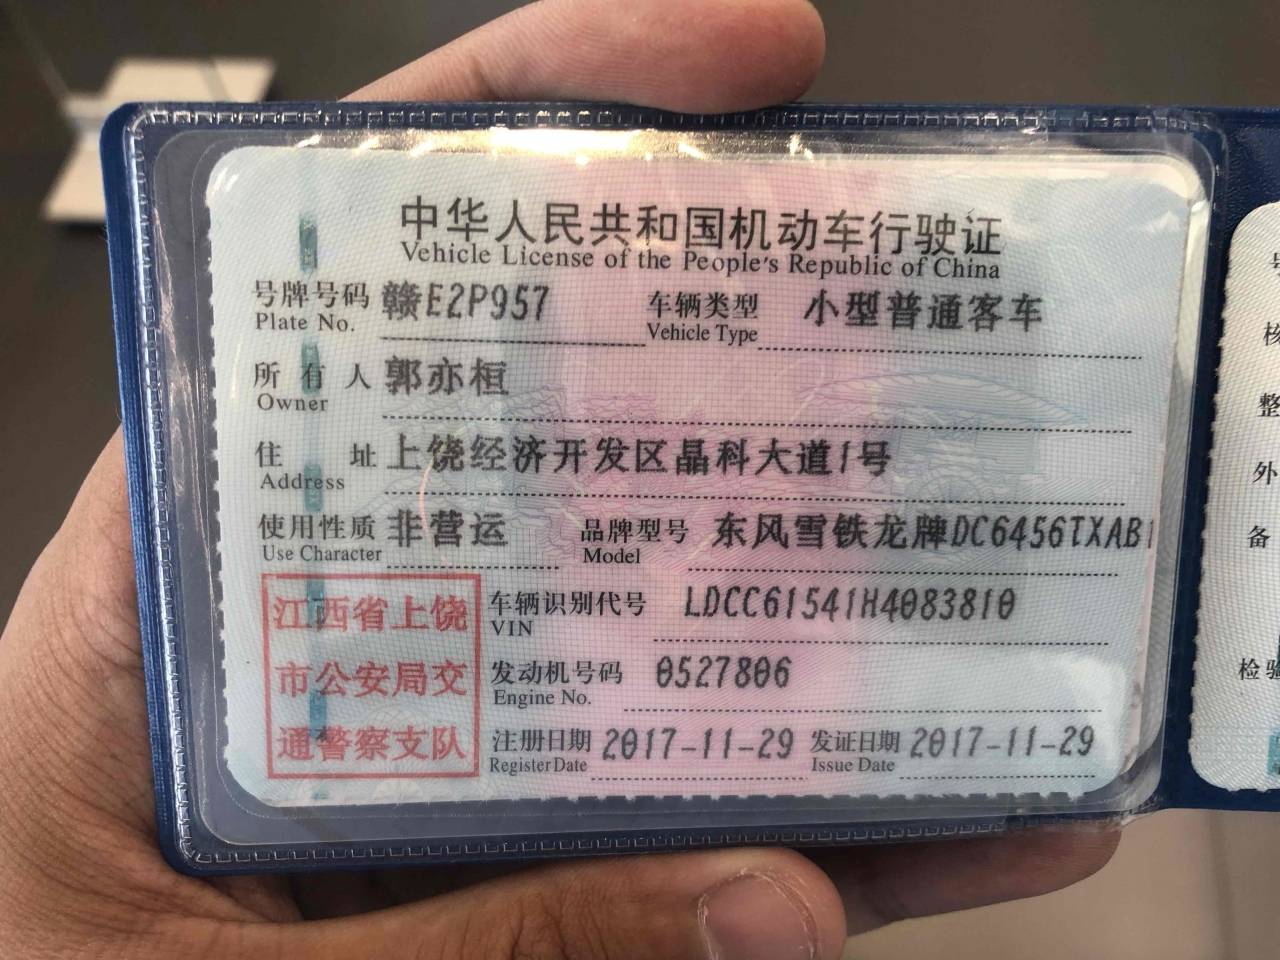 中华人民共和国机动车行驶证
Vehicle License of the People's Republic of China
号牌号码 赣E2P957 车辆类型 小型普通客车
Plate No. Vehicle Type
所有人 郭亦桓
Owner
住址 上饶经济开发区晶科大道1号
Address
使用性质 非营运 品牌型号 东风雪铁龙牌DC6456TXAB1
Use Character Model
江西省上饶
市公安局交
通警察支队
车辆识别代号 LDCC61541H4083810
VIN
发动机号码 0527806
Engine No.
注册日期 2017-11-29 发证日期 2017-11-29
Register Date Issue Date
号
核
整
外
备
检验